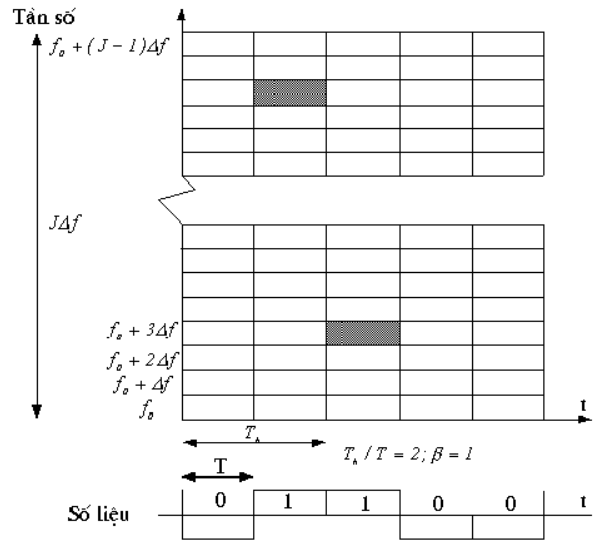 Tần số
f₀ + (J − 1)Δf
JΔf
f₀ + 3Δf
f₀ + 2Δf
f₀ + Δf
f₀
t
Tₕ
Tₕ / T = 2; β = 1
T
Số liệu
0 1 1 0 0 t